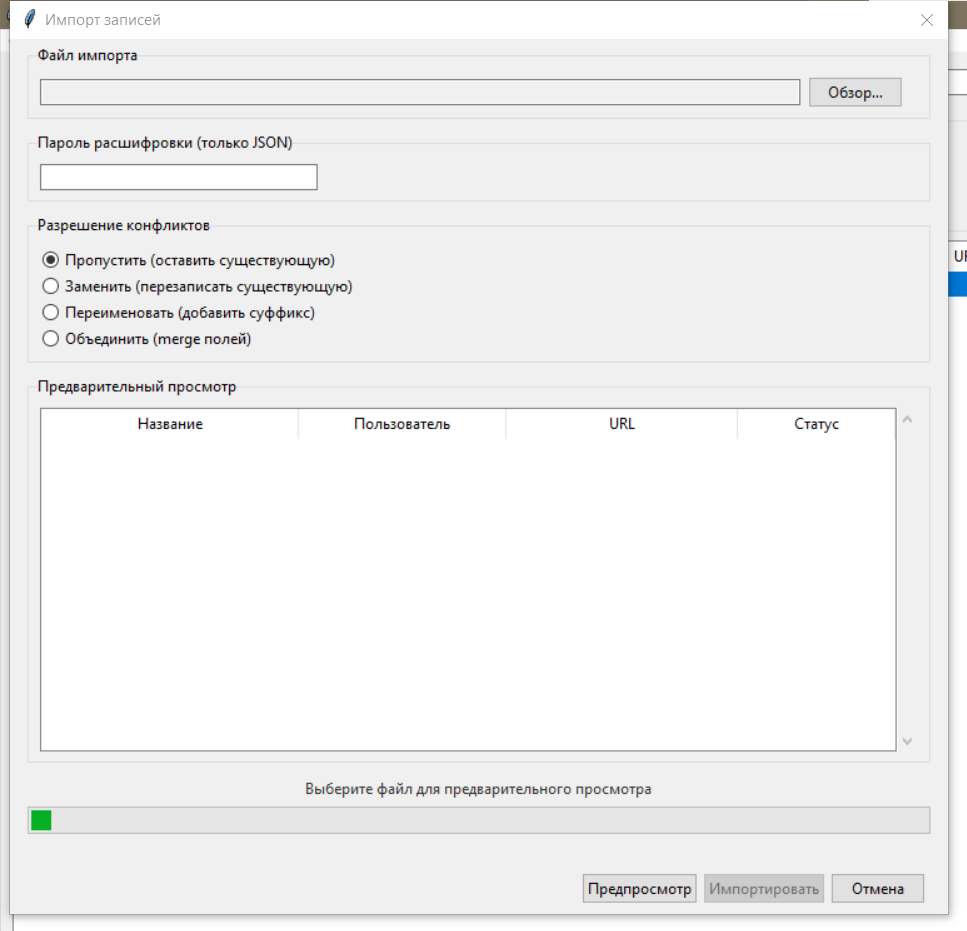 Импорт записей
Файл импорта
Обзор...
Пароль расшифровки (только JSON)
Разрешение конфликтов
Пропустить (оставить существующую)
Заменить (перезаписать существующую)
Переименовать (добавить суффикс)
Объединить (merge полей)
Предварительный просмотр
Название Пользователь URL Статус
Выберите файл для предварительного просмотра
Предпросмотр Импортировать Отмена